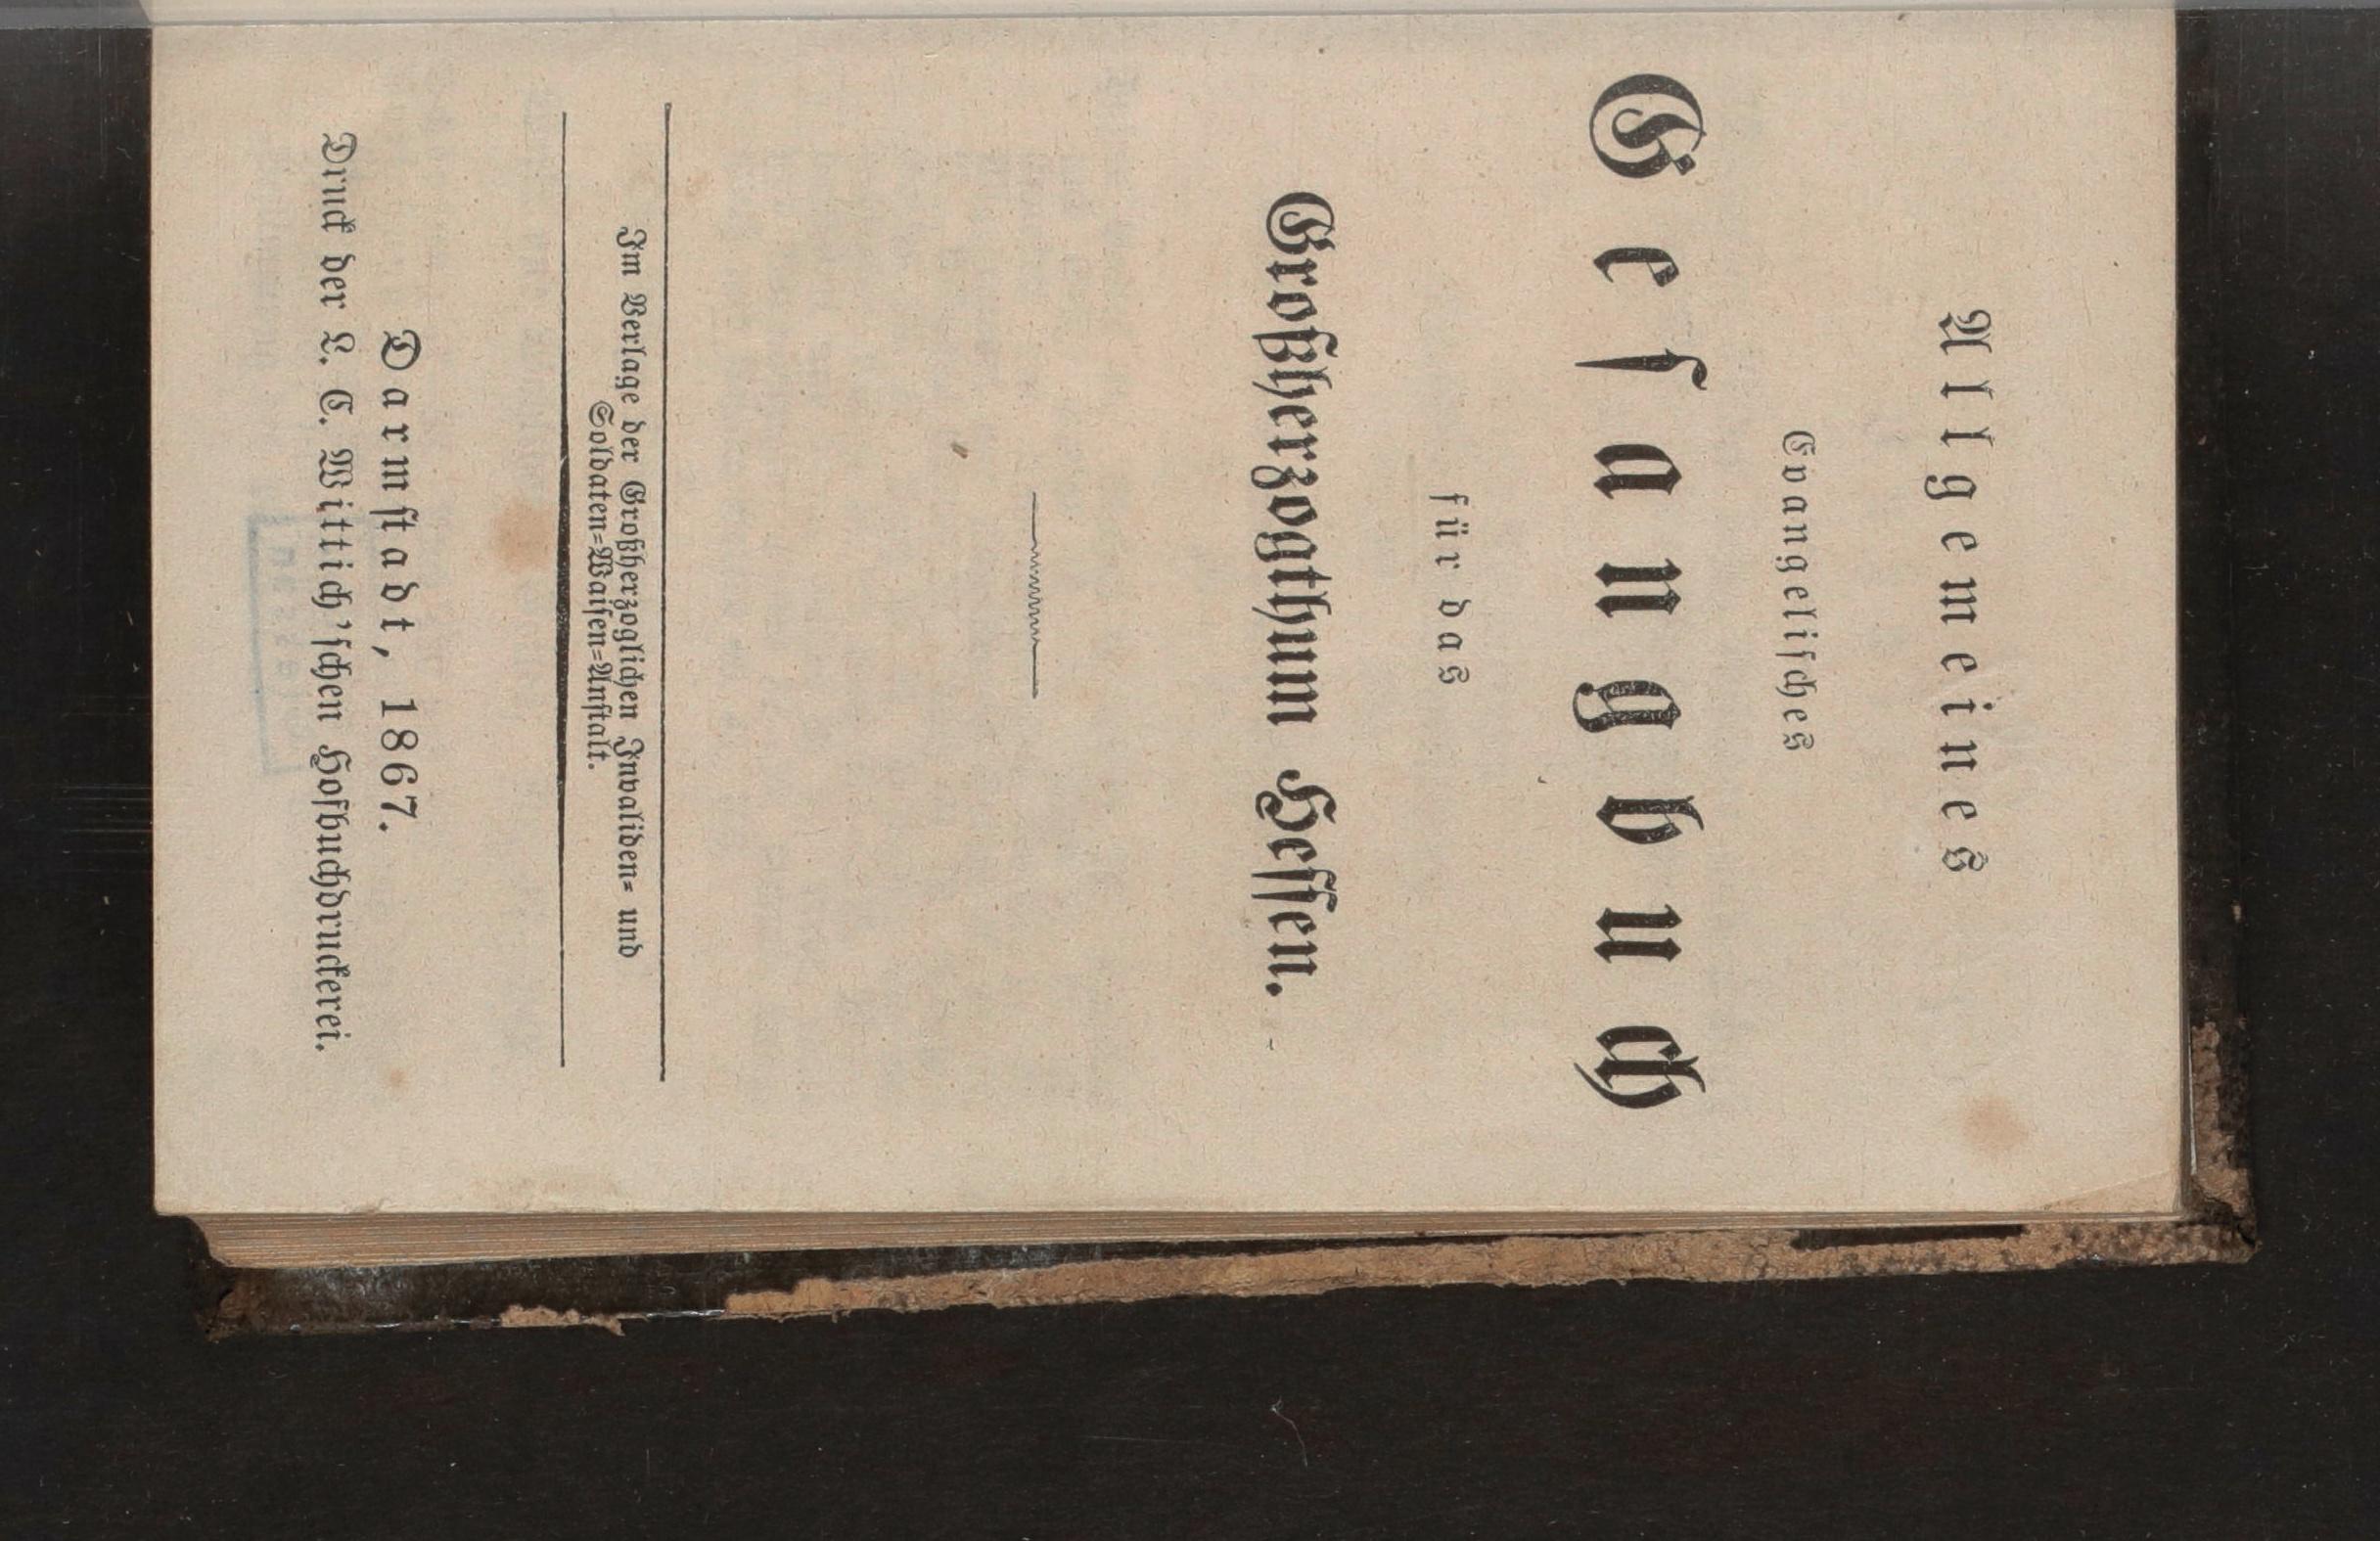 Allgemeines
Evangelisches
Gesangbuch
für das
Großherzogthum Hessen.
Im Verlage der Großherzoglichen Invaliden= und
Soldaten=Waisen=Anstalt.
Darmstadt, 1867.
Druck der L. C. Wittich'schen Hofbuchdruckerei.